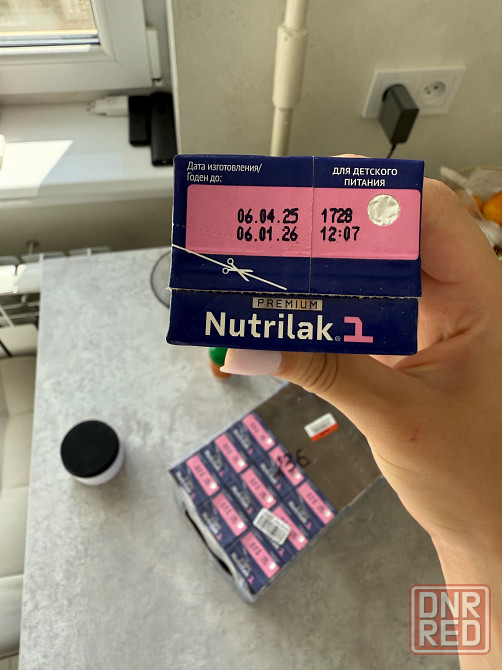 Дата изготовления/
Годен до:
ДЛЯ ДЕТСКОГО
ПИТАНИЯ
06.04.25 1728
06.01.26 12:07
PREMIUM
Nutrilak 1
DNR
RED